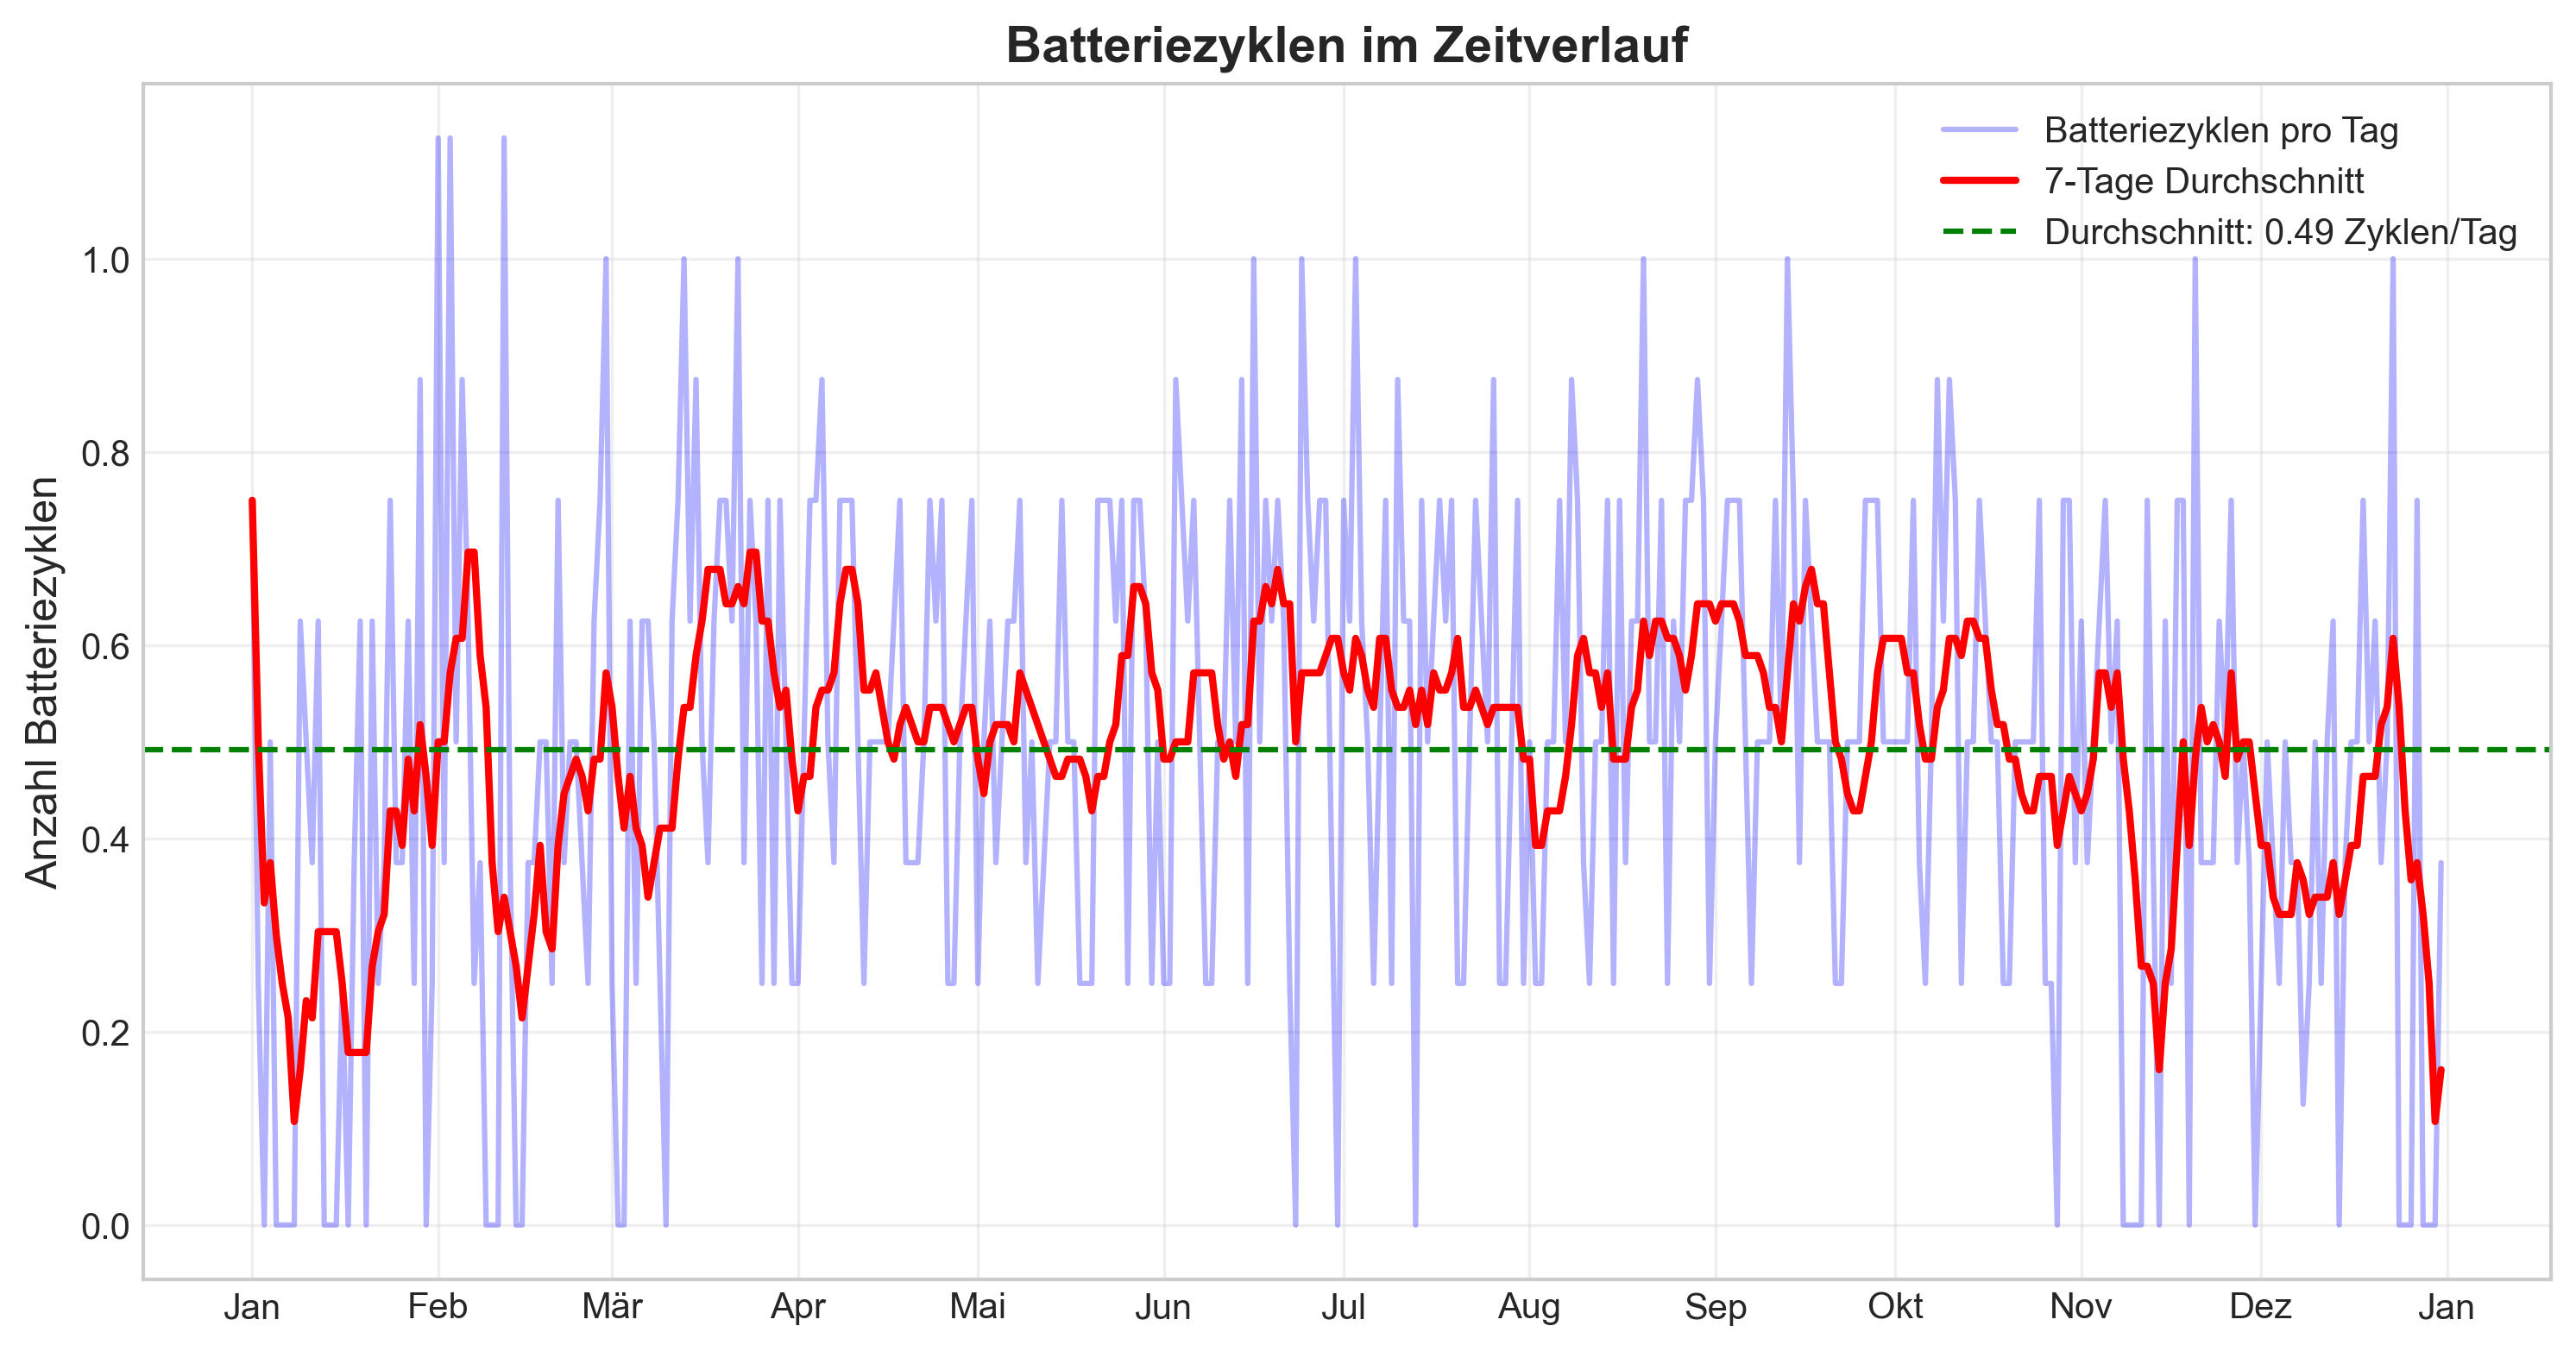 Batteriezyklen im Zeitverlauf
Batteriezyklen pro Tag
7-Tage Durchschnitt
Durchschnitt: 0.49 Zyklen/Tag
Anzahl Batteriezyklen
1.0
0.8
0.6
0.4
0.2
0.0
Jan Feb Mär Apr Mai Jun Jul Aug Sep Okt Nov Dez Jan